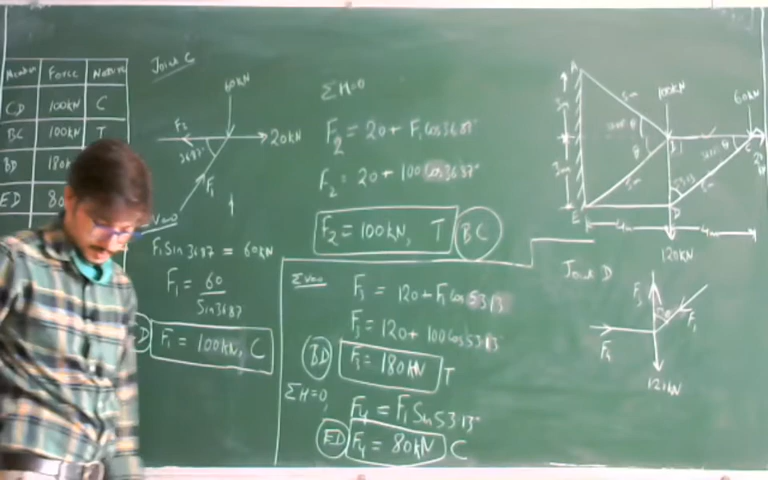 Member Force Nature
CD 100kN C
BC 100kN T
BD 180k
ED 80
Joint C
60kN
F2
20kN
36.87°
F1
ΣV=0
F1 Sin 36.87 = 60kN
F1 = 60 / Sin 36.87
F1 = 100kN, C
ΣH=0
F2 = 20 + F1 Cos 36.87°
F2 = 20 + 100 Cos 36.87°
F2 = 100kN, T BC
ΣV=0
F3 = 120 + F1 Cos 53.13
F3 = 120 + 100 Cos 53.13
BD F3 = 180kN T
ΣH=0,
F4 = F1 Sin 53.13°
ED F4 = 80kN C
A
5m
100kN
60kN
3m
3m
θ
θ
5m
5m
E
D
4m
4m
120kN
Joint D
F3
F1
F4
120kN